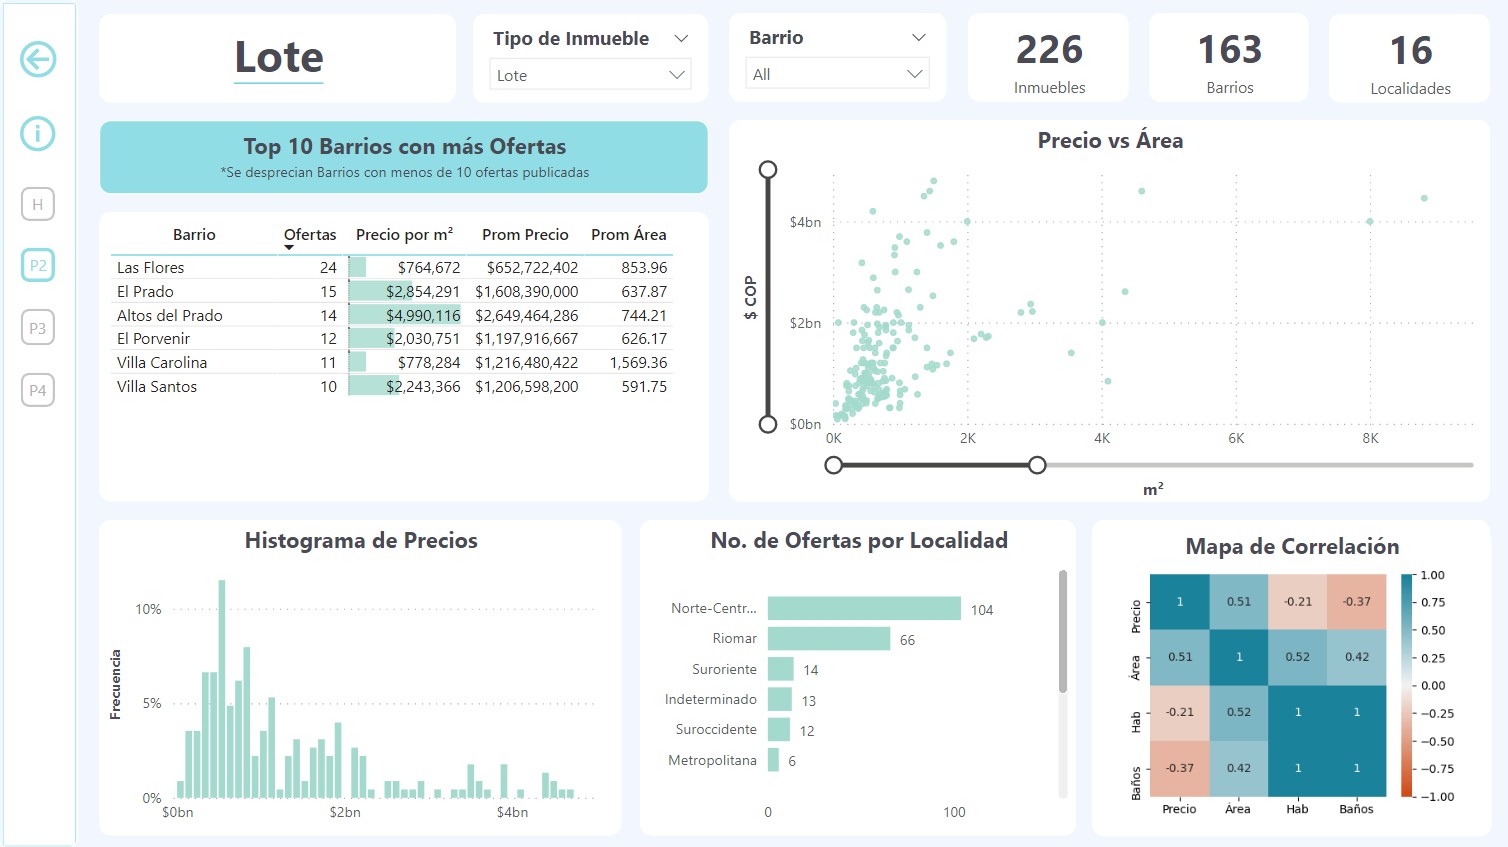 Lote
Tipo de Inmueble
Lote
Barrio
All
226
Inmuebles
163
Barrios
16
Localidades
H
P2
P3
P4
Top 10 Barrios con más Ofertas
*Se desprecian Barrios con menos de 10 ofertas publicadas
Barrio Ofertas Precio por m² Prom Precio Prom Área
Las Flores 24 $764,672 $652,722,402 853.96
El Prado 15 $2,854,291 $1,608,390,000 637.87
Altos del Prado 14 $4,990,116 $2,649,464,286 744.21
El Porvenir 12 $2,030,751 $1,197,916,667 626.17
Villa Carolina 11 $778,284 $1,216,480,422 1,569.36
Villa Santos 10 $2,243,366 $1,206,598,200 591.75
Precio vs Área
$ COP
$4bn
$2bn
$0bn
0K 2K 4K 6K 8K
m²
Histograma de Precios
Frecuencia
10%
5%
0%
$0bn $2bn $4bn
No. de Ofertas por Localidad
Norte-Centr... 104
Riomar 66
Suroriente 14
Indeterminado 13
Suroccidente 12
Metropolitana 6
0 100
Mapa de Correlación
Precio 1 0.51 -0.21 -0.37
Área 0.51 1 0.52 0.42
Hab -0.21 0.52 1 1
Baños -0.37 0.42 1 1
Precio Área Hab Baños
1.00
0.75
0.50
0.25
0.00
−0.25
−0.50
−0.75
−1.00